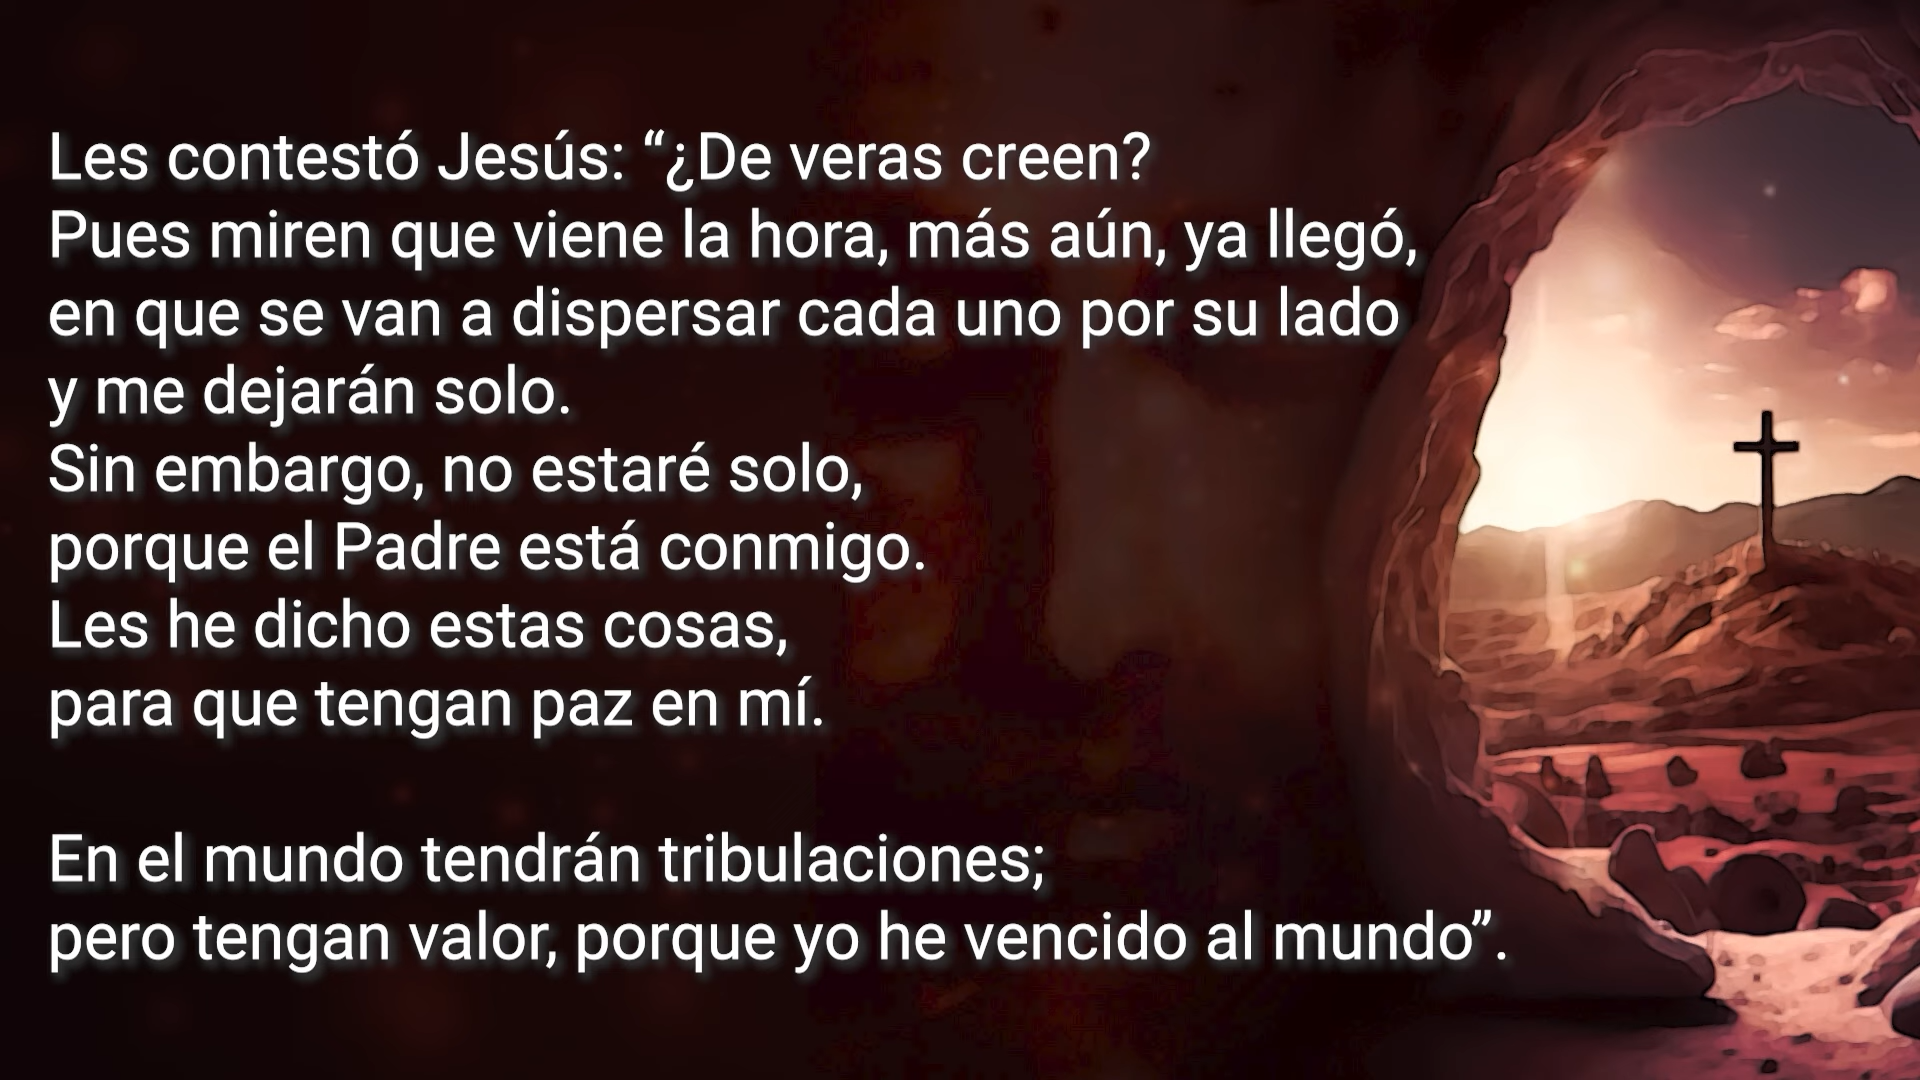 Les contestó Jesús: “¿De veras creen?
Pues miren que viene la hora, más aún, ya llegó,
en que se van a dispersar cada uno por su lado
y me dejarán solo.
Sin embargo, no estaré solo,
porque el Padre está conmigo.
Les he dicho estas cosas,
para que tengan paz en mí.
En el mundo tendrán tribulaciones;
pero tengan valor, porque yo he vencido al mundo”.